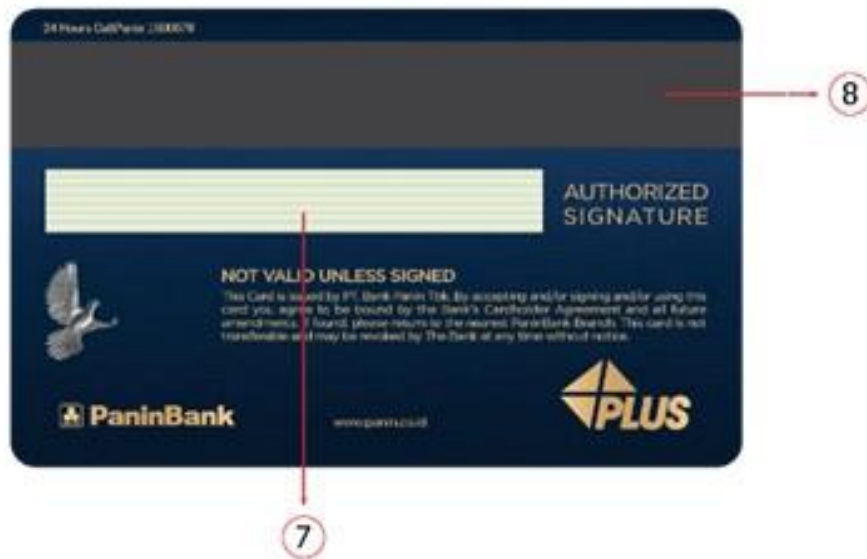 24 Hours CallPanin
8
AUTHORIZED
SIGNATURE
NOT VALID UNLESS SIGNED
This Card is issued by PT. Bank Panin Tbk. By accepting and/or signing and/or using this
card you, agree to be bound by the Bank's Cardholder Agreement and all future
amendments. If found, please return to the nearest PaninBank Branch. This card is not
transferable and may be revoked by The Bank at any time without notice.
PaninBank
www.panin.co.id
PLUS
7